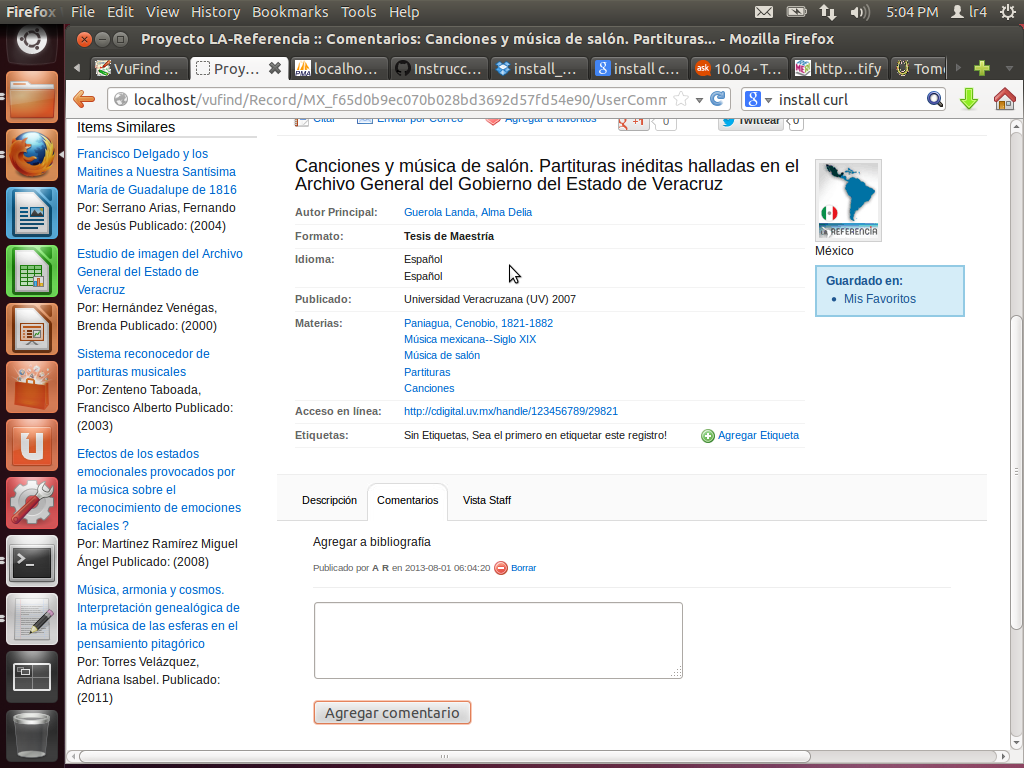 Firefox File Edit View History Bookmarks Tools Help 5:04 PM lr4
Proyecto LA-Referencia :: Comentarios: Canciones y música de salón. Partituras... - Mozilla Firefox
VuFind ... Proy... localho... Instrucc... install_... install c... 10.04 - T... http...tify Tom
localhost/vufind/Record/MX_f65d0b9ec070b028bd3692d57fd54e90/UserComm install curl
Items Similares
Francisco Delgado y los
Maitines a Nuestra Santísima
María de Guadalupe de 1816
Por: Serrano Arias, Fernando
de Jesús Publicado: (2004)
Estudio de imagen del Archivo
General del Estado de
Veracruz
Por: Hernández Venégas,
Brenda Publicado: (2000)
Sistema reconocedor de
partituras musicales
Por: Zenteno Taboada,
Francisco Alberto Publicado:
(2003)
Efectos de los estados
emocionales provocados por
la música sobre el
reconocimiento de emociones
faciales ?
Por: Martínez Ramírez Miguel
Ángel Publicado: (2008)
Música, armonia y cosmos.
Interpretación genealógica de
la música de las esferas en el
pensamiento pitagórico
Por: Torres Velázquez,
Adriana Isabel. Publicado:
(2011)
Citar Enviar por Correo Agregar a favoritos +1 0 Twittear 0
Canciones y música de salón. Partituras inéditas halladas en el
Archivo General del Gobierno del Estado de Veracruz
Autor Principal: Guerola Landa, Alma Delia
Formato: Tesis de Maestría
Idioma: Español
Español
Publicado: Universidad Veracruzana (UV) 2007
Materias: Paniagua, Cenobio, 1821-1882
Música mexicana--Siglo XIX
Música de salón
Partituras
Canciones
Acceso en línea: http://cdigital.uv.mx/handle/123456789/29821
Etiquetas: Sin Etiquetas, Sea el primero en etiquetar este registro! Agregar Etiqueta
LA REFERENCIA
México
Guardado en:
Mis Favoritos
Descripción Comentarios Vista Staff
Agregar a bibliografía
Publicado por A R en 2013-08-01 06:04:20 Borrar
Agregar comentario